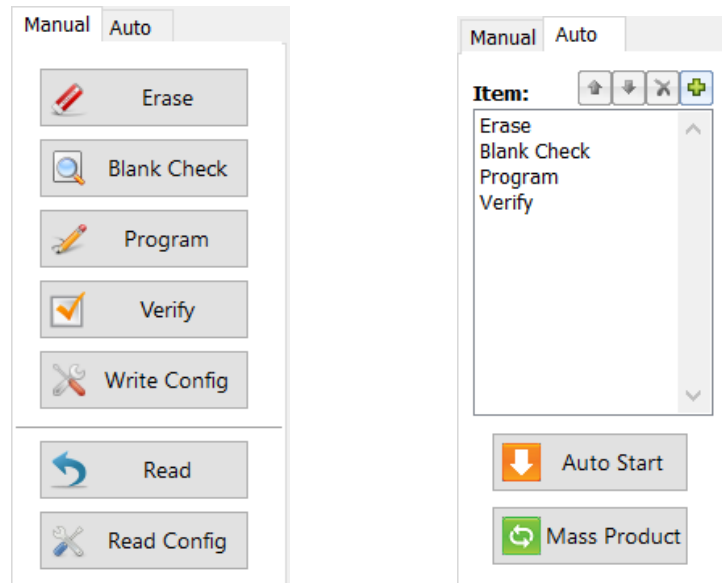 Manual Auto
Erase
Blank Check
Program
Verify
Write Config
Read
Read Config
Manual Auto
Item:
Erase
Blank Check
Program
Verify
Auto Start
Mass Product